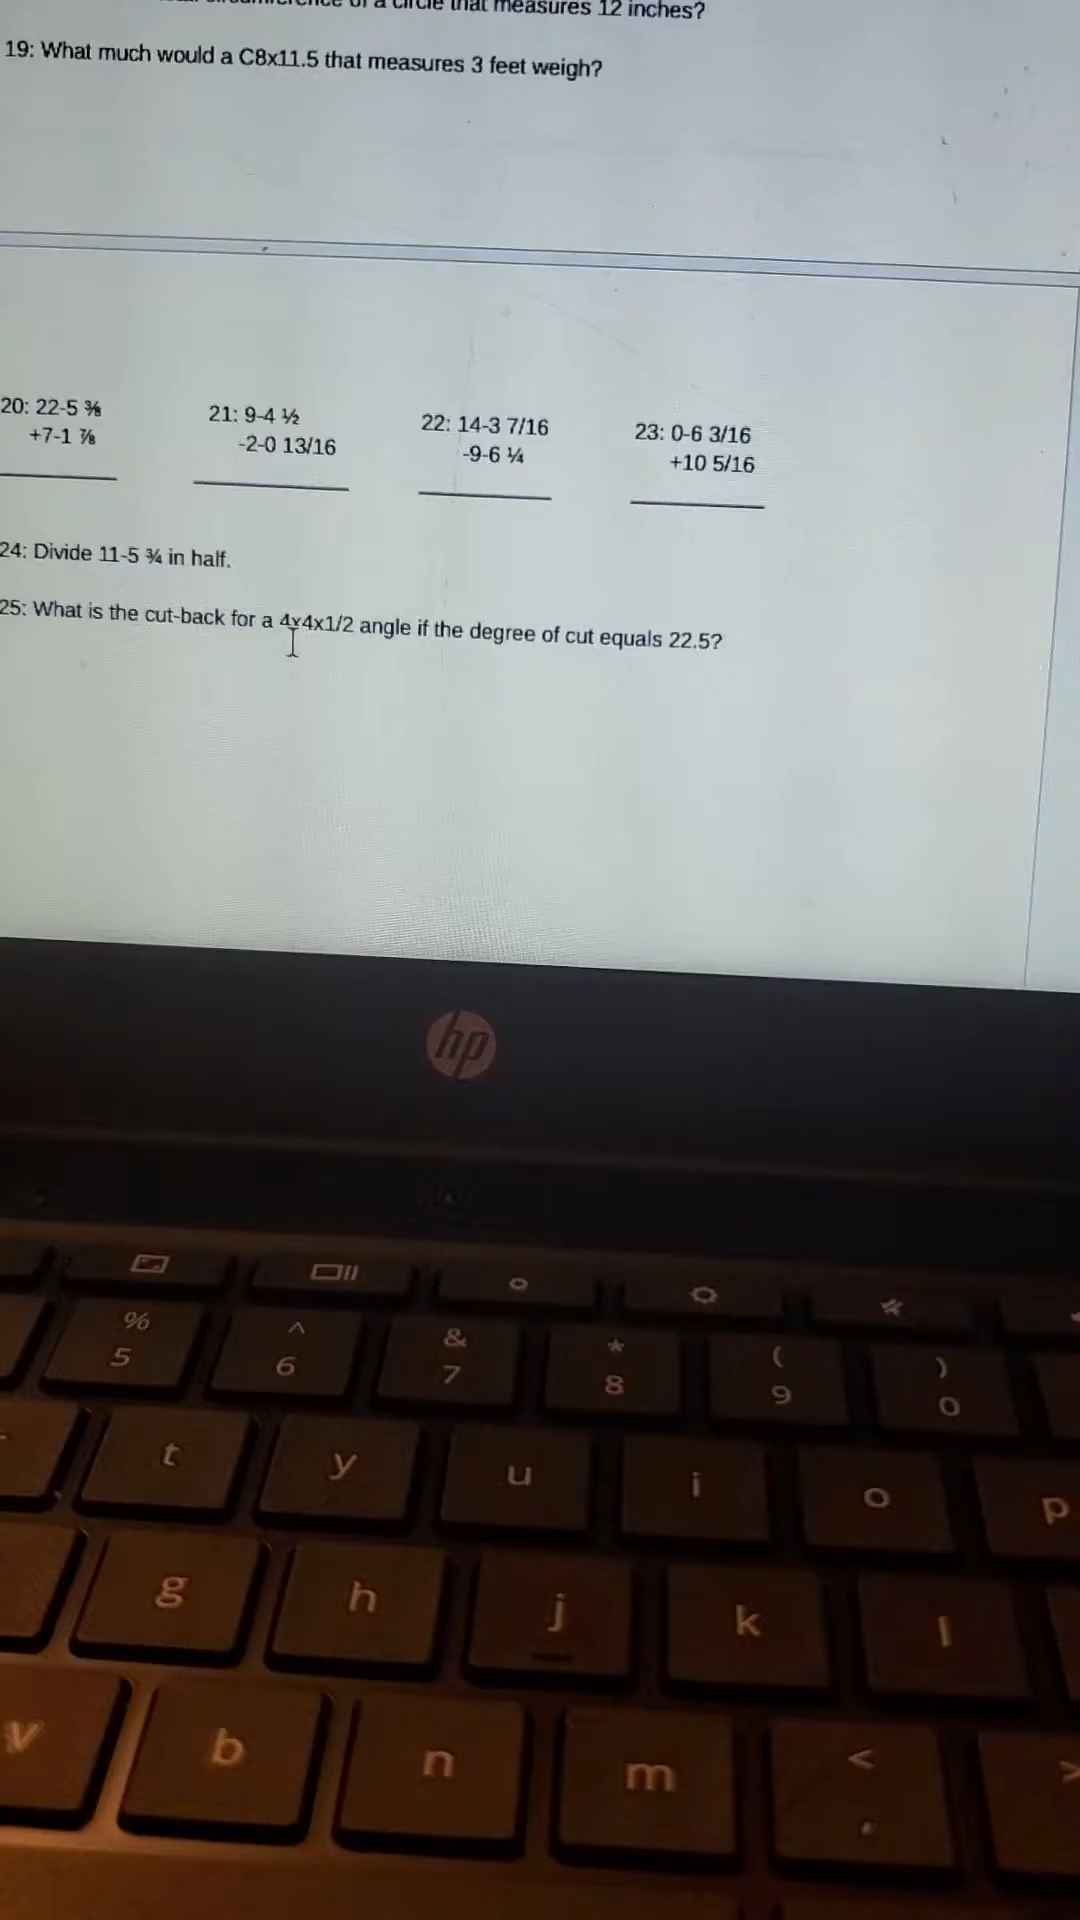 circumference of a circle that measures 12 inches?
19: What much would a C8x11.5 that measures 3 feet weigh?
20: 22-5 ⅜ 21: 9-4 ½ 22: 14-3 7/16 23: 0-6 3/16
+7-1 ⅞ -2-0 13/16 -9-6 ¼ +10 5/16
24: Divide 11-5 ¾ in half.
25: What is the cut-back for a 4x4x1/2 angle if the degree of cut equals 22.5?
hp
% ^ & * ( )
5 6 7 8 9 0
t y u i o p
g h j k l
v b n m < >
,